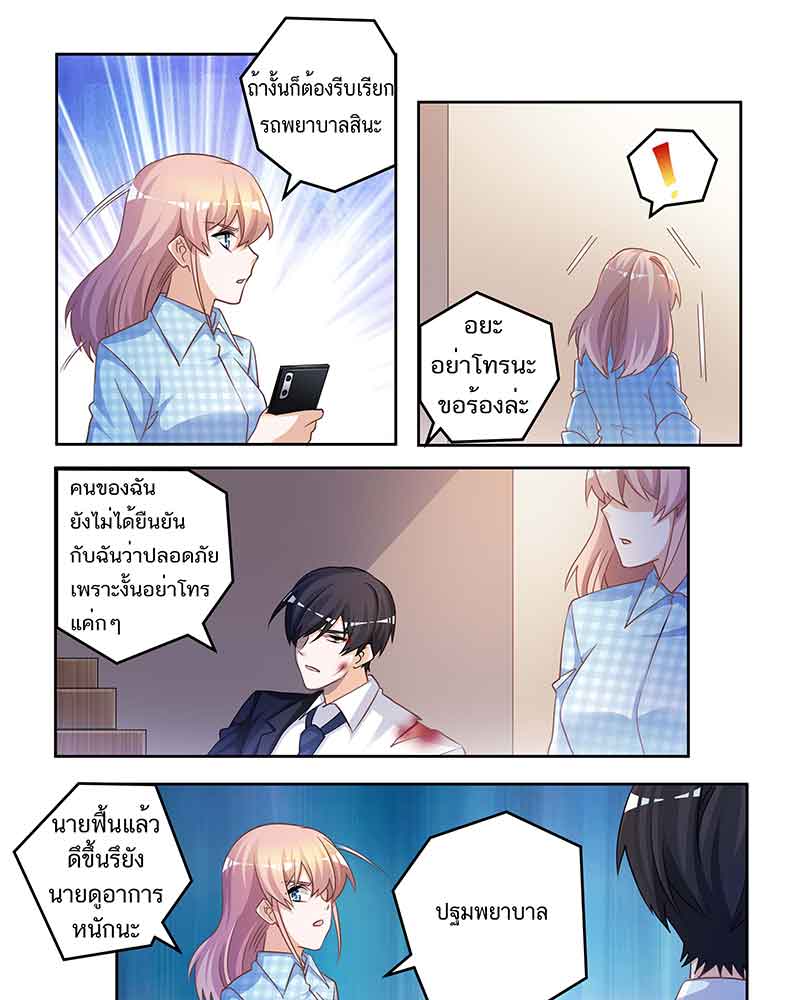 ถ้างั้นก็ต้องรีบเรียก
รถพยาบาลสินะ
!
อยะ
อย่าโทรนะ
ขอร้องล่ะ
คนของฉัน
ยังไม่ได้ยืนยัน
กับฉันว่าปลอดภัย
เพราะงั้นอย่าโทร
แค่กๆ
นายฟื้นแล้ว
ดีขึ้นรึยัง
นายดูอาการ
หนักนะ
ปฐมพยาบาล